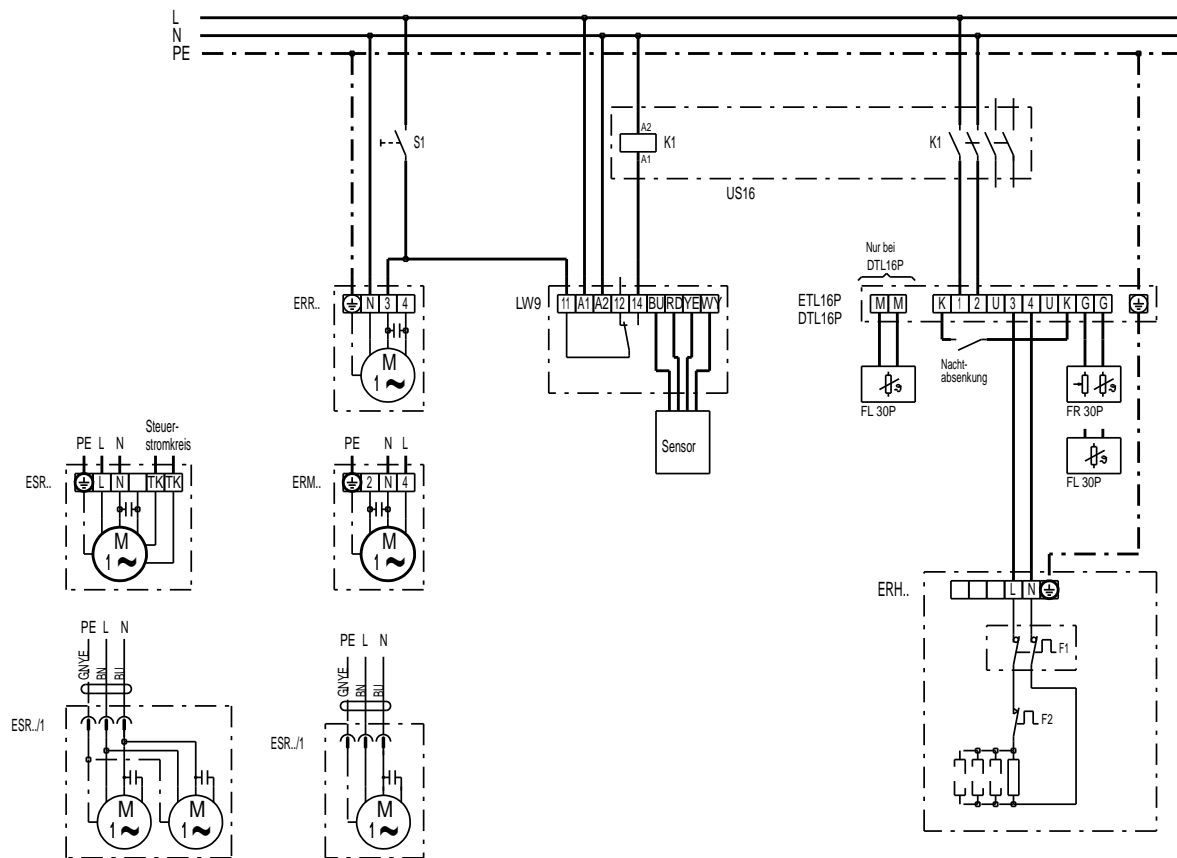 L
N
PE
S1
A2
K1
A1
K1
US16
Nur bei
DTL16P
ERR..
N 3 4
M
1 ~
LW9
11 A1 A2 12 14 BU RD YE WY
Sensor
ETL16P
DTL16P
M M
K 1 2 U 3 4 U K G G
Nacht-
absenkung
ϑ
FL 30P
ϑ
FR 30P
ϑ
FL 30P
Steuer-
stromkreis
PE L N
ESR..
L N TK TK
M
1 ~
PE N L
ERM..
2 N 4
M
1 ~
ERH..
L N
F1
F2
PE L N
GNYE
BN
BU
ESR../1
M
1 ~
M
1 ~
PE L N
GNYE
BN
BU
ESR../1
M
1 ~